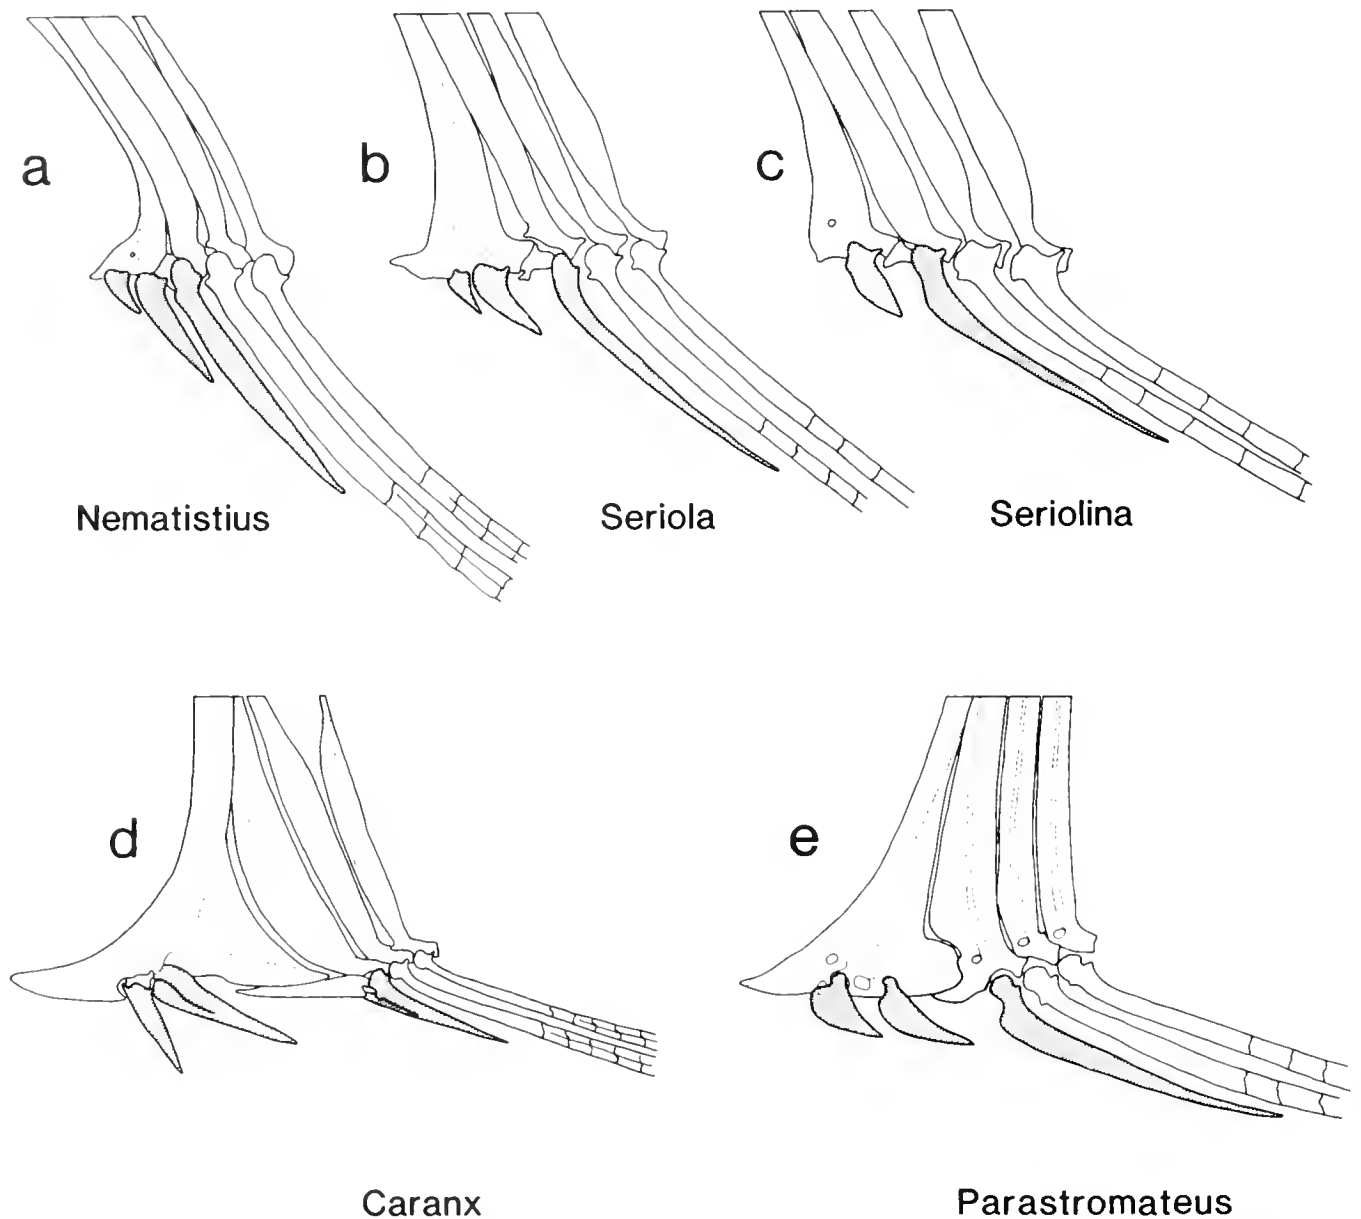 a
b
c
Nematistius
Seriola
Seriolina
d
e
Caranx
Parastromateus